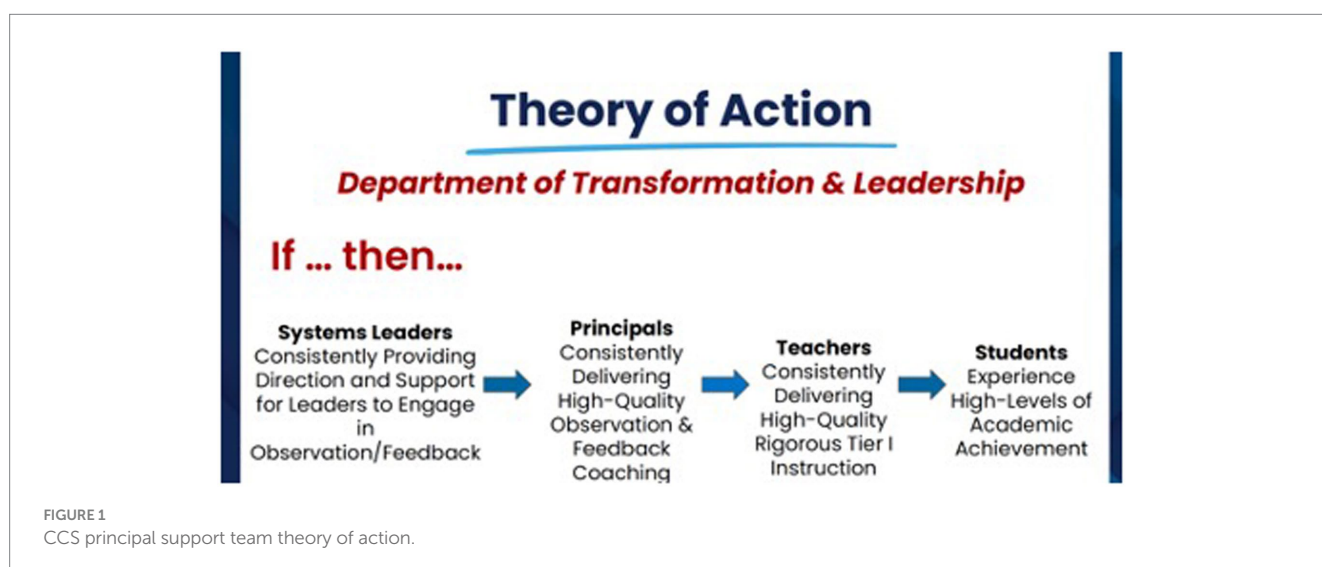 Theory of Action
Department of Transformation & Leadership
If ... then...
Systems Leaders
Consistently Providing
Direction and Support
for Leaders to Engage
in
Observation/Feedback
Principals
Consistently
Delivering
High-Quality
Observation &
Feedback
Coaching
Teachers
Consistently
Delivering
High-Quality
Rigorous Tier I
Instruction
Students
Experience
High-Levels of
Academic
Achievement
FIGURE 1
CCS principal support team theory of action.